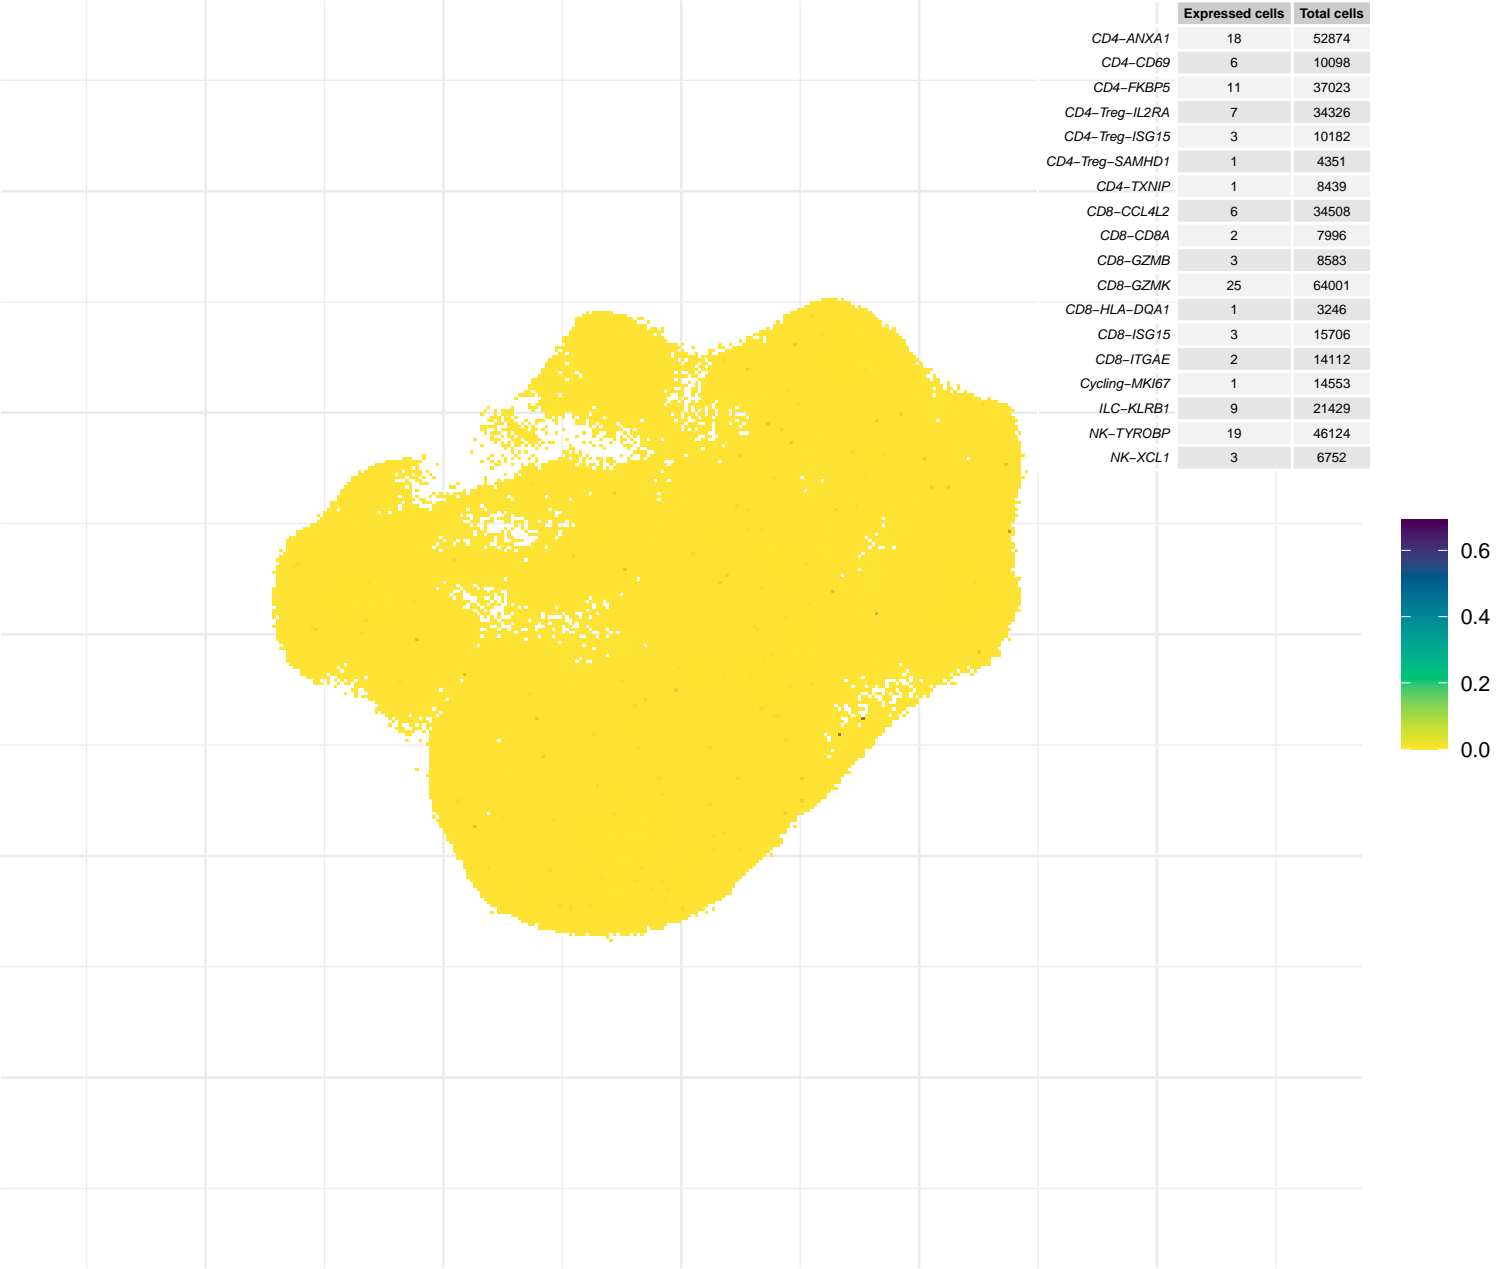 Expressed cells Total cells
CD4−ANXA1 18 52874
CD4−CD69 6 10098
CD4−FKBP5 11 37023
CD4−Treg−IL2RA 7 34326
CD4−Treg−ISG15 3 10182
CD4−Treg−SAMHD1 1 4351
CD4−TXNIP 1 8439
CD8−CCL4L2 6 34508
CD8−CD8A 2 7996
CD8−GZMB 3 8583
CD8−GZMK 25 64001
CD8−HLA−DQA1 1 3246
CD8−ISG15 3 15706
CD8−ITGAE 2 14112
Cycling−MKI67 1 14553
ILC−KLRB1 9 21429
NK−TYROBP 19 46124
NK−XCL1 3 6752
0.6
0.4
0.2
0.0